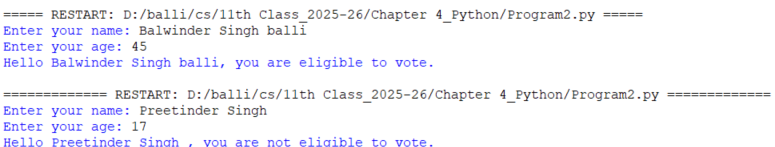 ===== RESTART: D:/balli/cs/11th Class_2025-26/Chapter 4_Python/Program2.py =====
Enter your name: Balwinder Singh balli
Enter your age: 45
Hello Balwinder Singh balli, you are eligible to vote.
============= RESTART: D:/balli/cs/11th Class_2025-26/Chapter 4_Python/Program2.py =============
Enter your name: Preetinder Singh
Enter your age: 17
Hello Preetinder Singh , you are not eligible to vote.